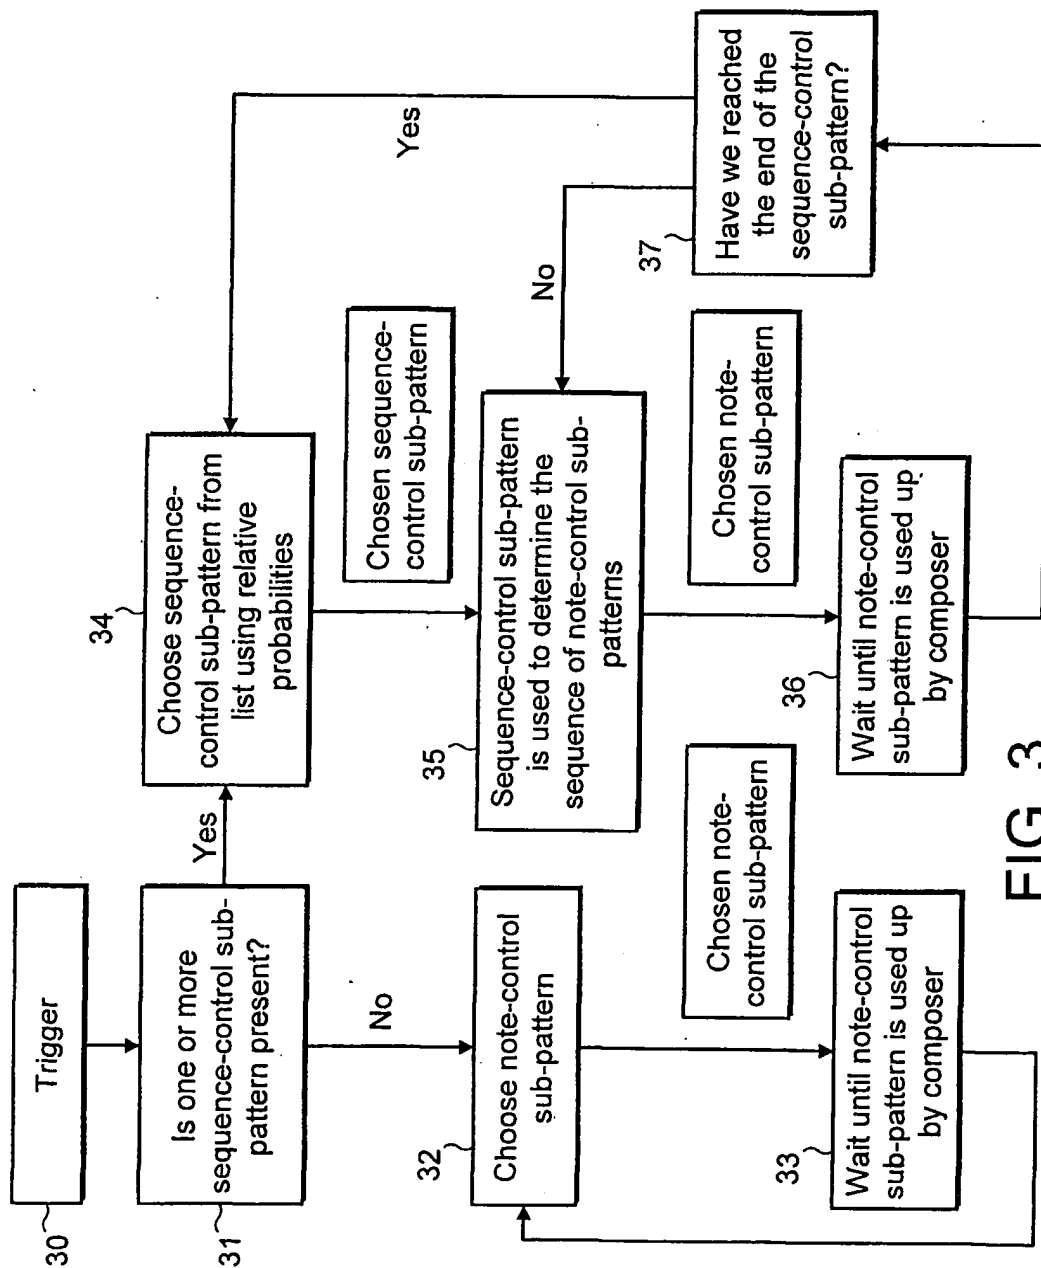 30
Trigger
31
Is one or more
sequence-control sub-
pattern present?
Yes
No
32
Choose note-control
sub-pattern
Chosen note-
control sub-pattern
33
Wait until note-control
sub-pattern is used up
by composer
34
Choose sequence-
control sub-pattern from
list using relative
probabilities
Chosen sequence-
control sub-pattern
35
Sequence-control sub-pattern
is used to determine the
sequence of note-control sub-
patterns
Chosen note-
control sub-pattern
36
Wait until note-control
sub-pattern is used up
by composer
37
Have we reached
the end of the
sequence-control
sub-pattern?
Yes
No
FIG. 3